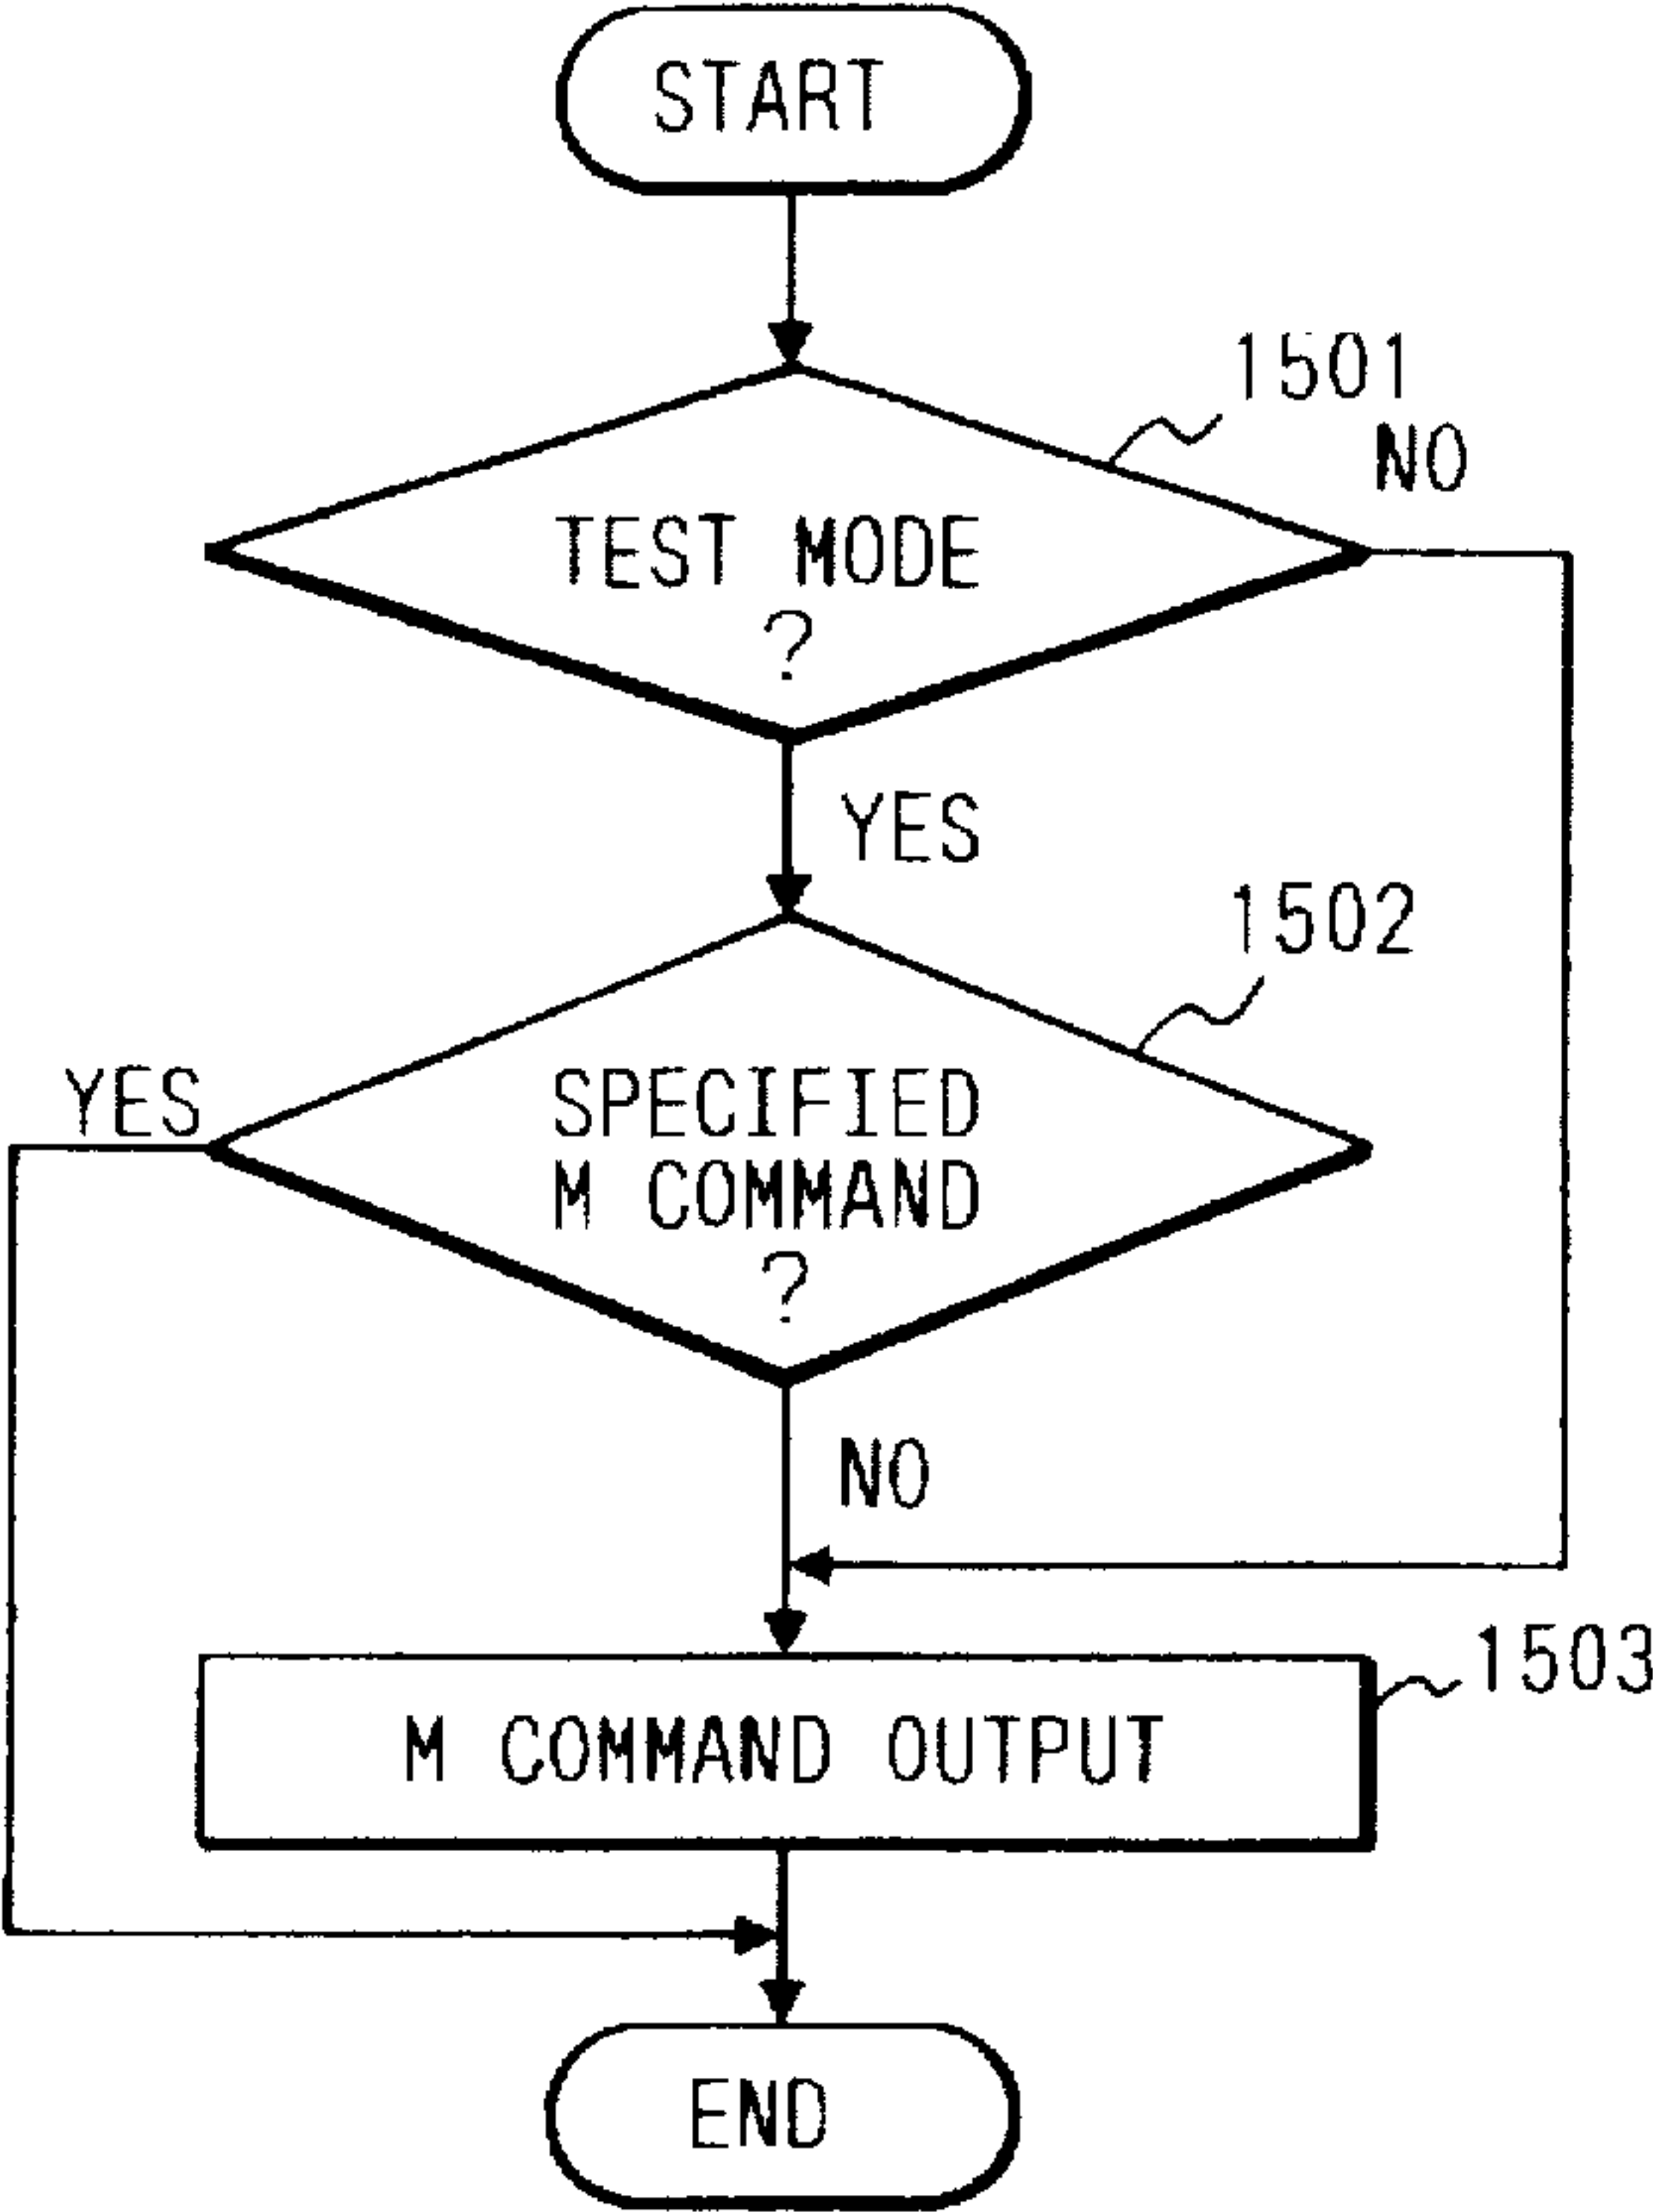 START
1501
NO
TEST MODE
?
YES
1502
YES
SPECIFIED
M COMMAND
?
NO
1503
M COMMAND OUTPUT
END